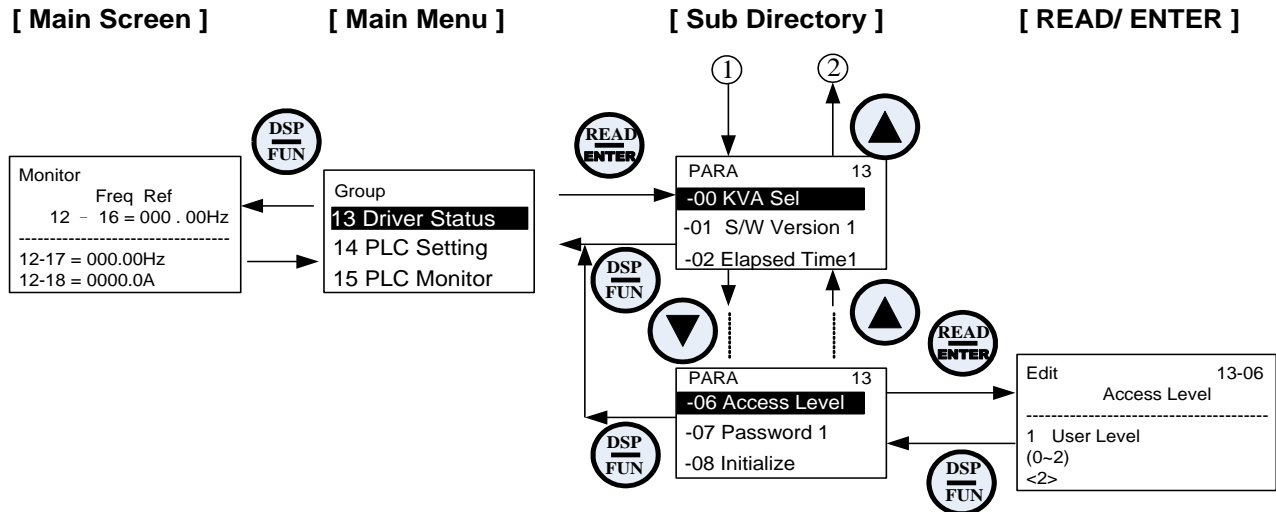 [ Main Screen ]
[ Main Menu ]
[ Sub Directory ]
[ READ/ ENTER ]
1
2
DSP
FUN
READ
ENTER
Monitor
Freq Ref
12 - 16 = 000 . 00Hz
-----------------------------------
12-17 = 000.00Hz
12-18 = 0000.0A
Group
13 Driver Status
14 PLC Setting
15 PLC Monitor
PARA 13
-00 KVA Sel
-01 S/W Version 1
-02 Elapsed Time1
DSP
FUN
READ
ENTER
PARA 13
-06 Access Level
-07 Password 1
-08 Initialize
DSP
FUN
Edit 13-06
Access Level
-----------------------------------
1 User Level
(0~2)
<2>
DSP
FUN